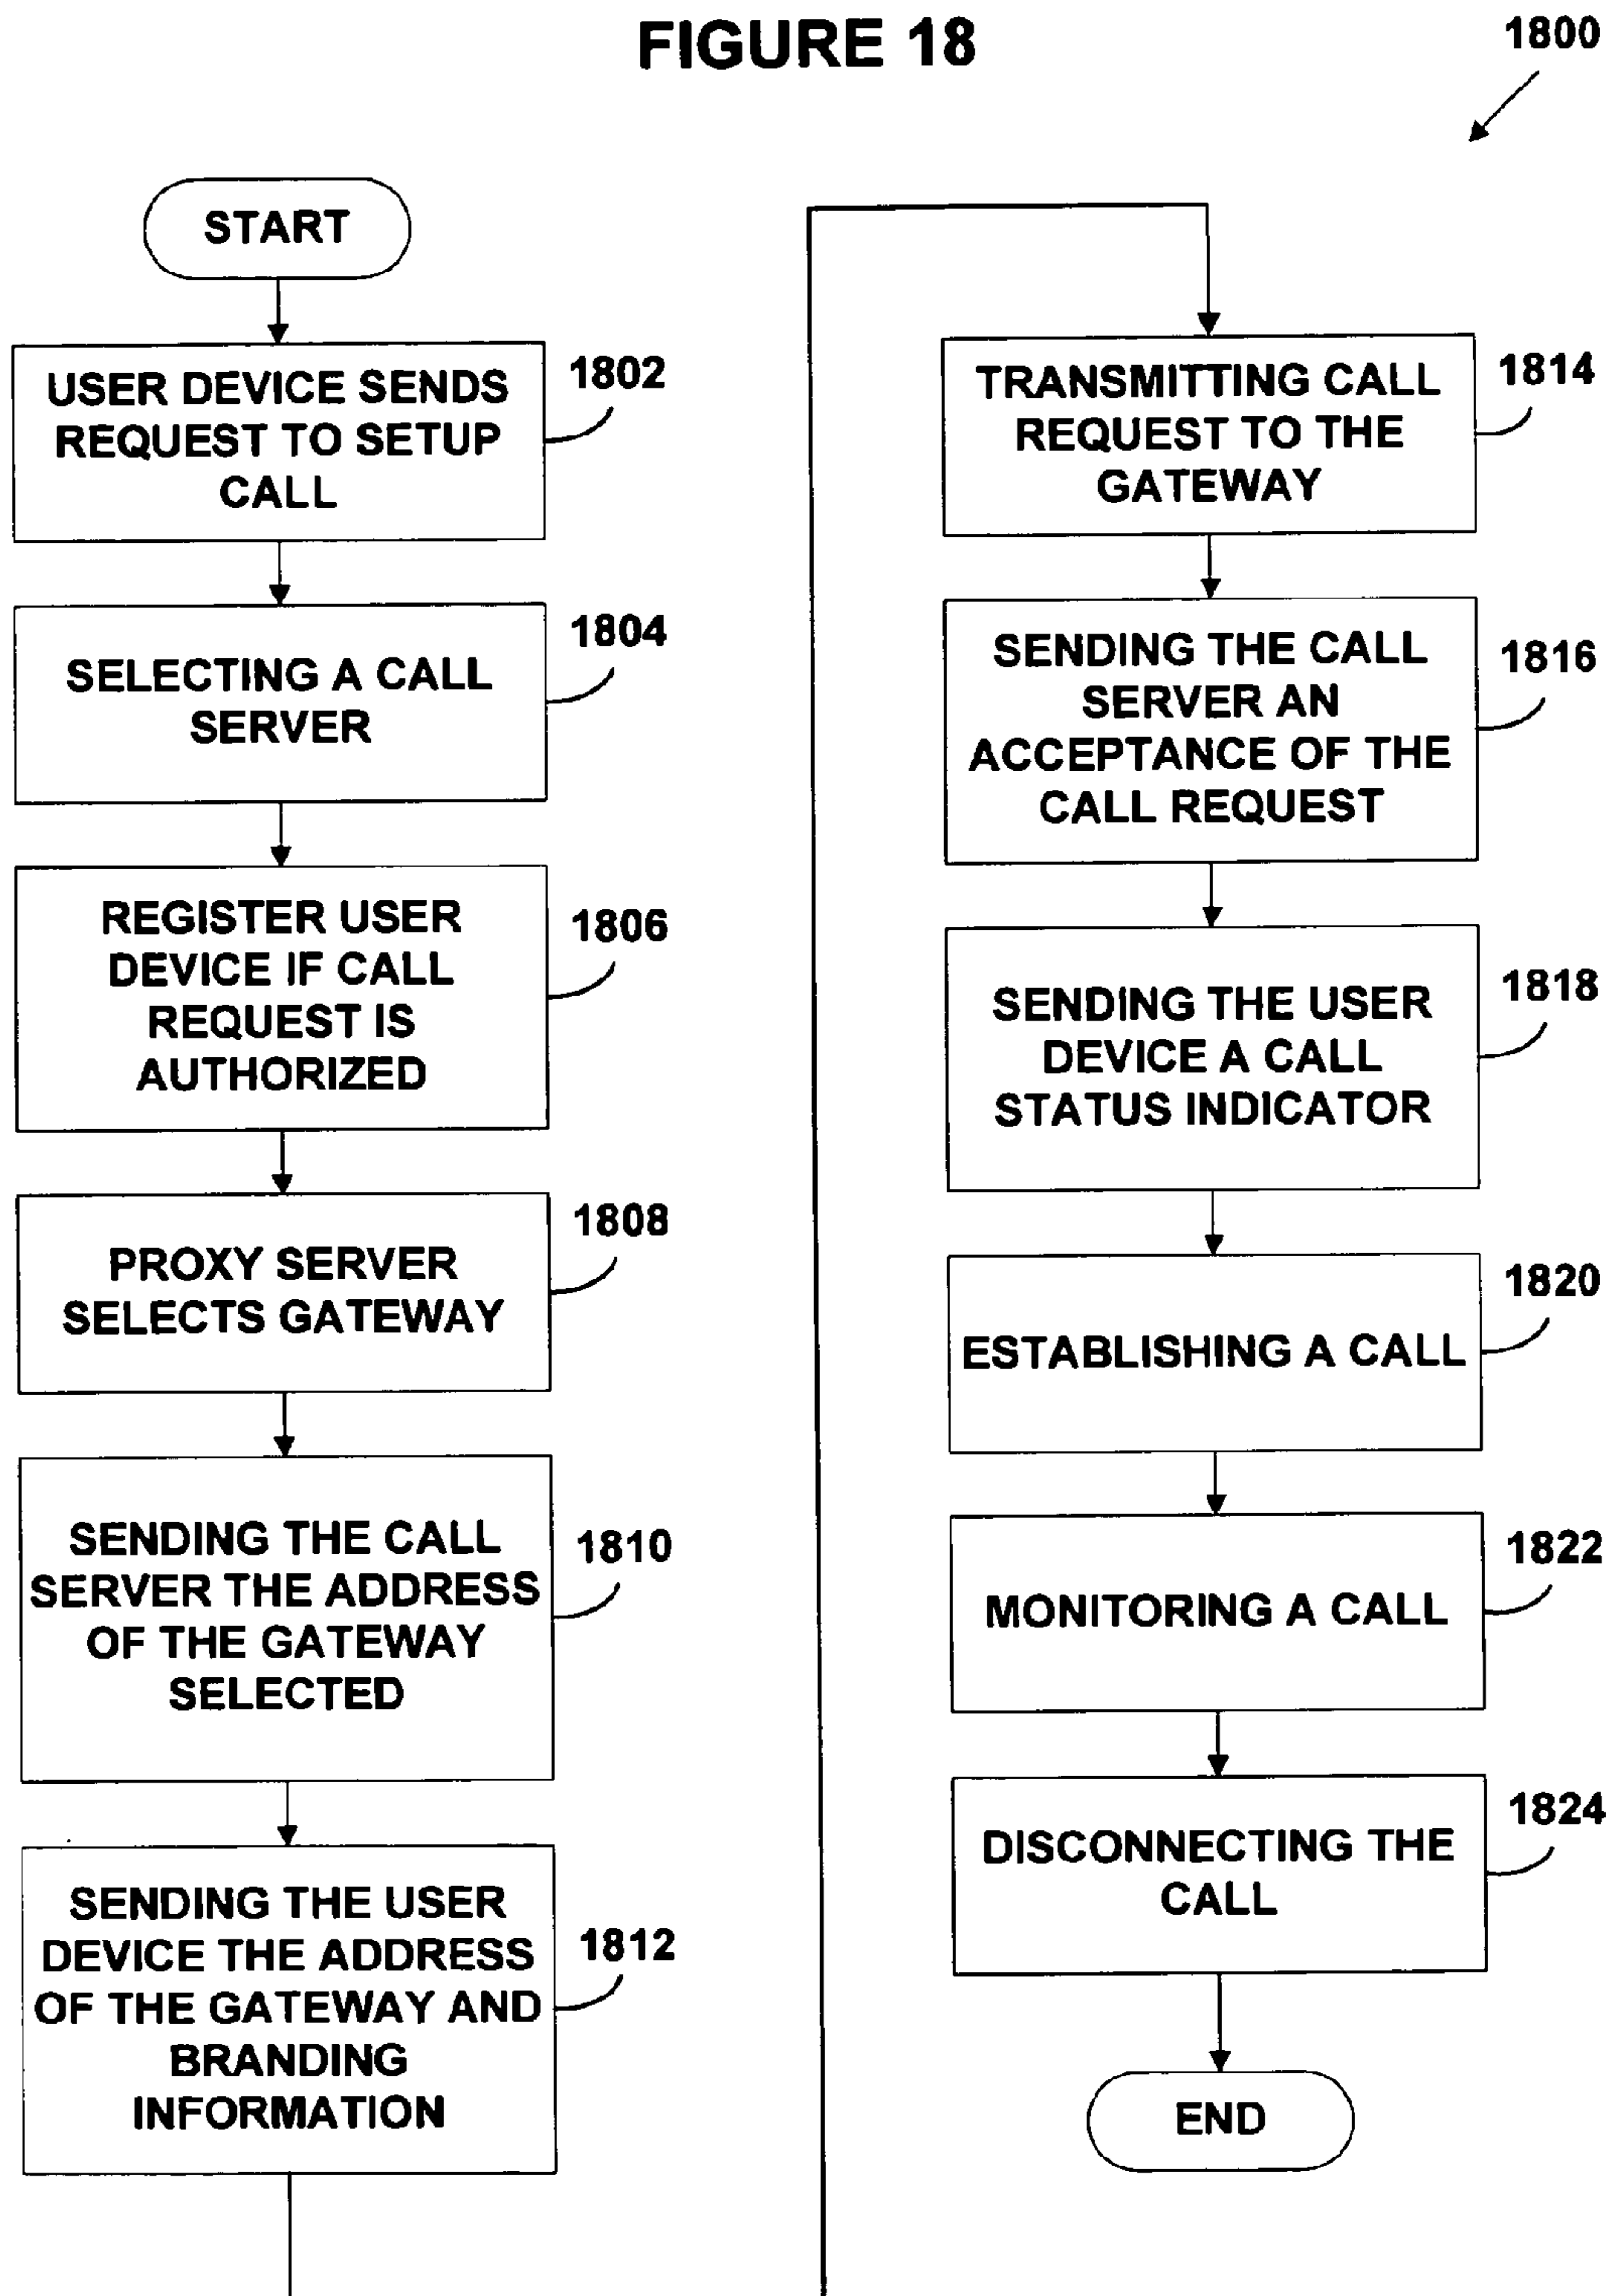 FIGURE 18
1800
START
USER DEVICE SENDS
REQUEST TO SETUP
CALL
1802
SELECTING A CALL
SERVER
1804
REGISTER USER
DEVICE IF CALL
REQUEST IS
AUTHORIZED
1806
PROXY SERVER
SELECTS GATEWAY
1808
SENDING THE CALL
SERVER THE ADDRESS
OF THE GATEWAY
SELECTED
1810
SENDING THE USER
DEVICE THE ADDRESS
OF THE GATEWAY AND
BRANDING
INFORMATION
1812
TRANSMITTING CALL
REQUEST TO THE
GATEWAY
1814
SENDING THE CALL
SERVER AN
ACCEPTANCE OF THE
CALL REQUEST
1816
SENDING THE USER
DEVICE A CALL
STATUS INDICATOR
1818
ESTABLISHING A CALL
1820
MONITORING A CALL
1822
DISCONNECTING THE
CALL
1824
END